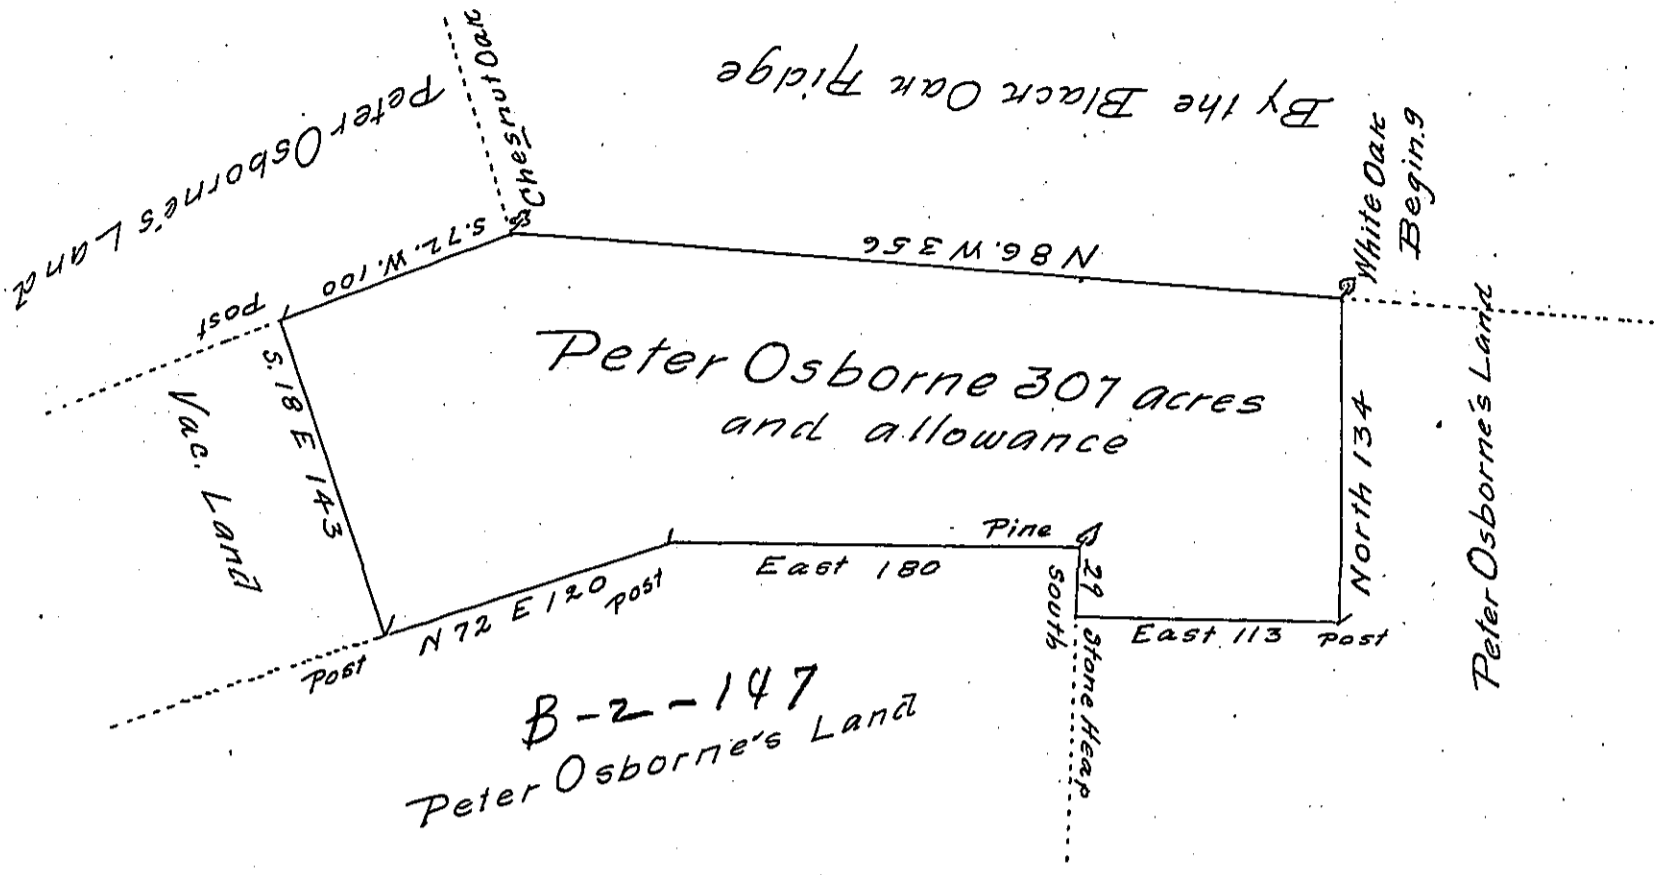 Chesnut Oak
Peter Osborne's Land
By the Black Oak Ridge
White Oak
Begin.g
S. 72. W. 100
N 86. W 356
Post
Peter Osborne 307 acres
and allowance
S. 18 E 143
Vac. Land
North 134
Peter Osborne's Land
Pine
East 180
29
South
Post
N 72 E 120
East 113
Post
Stone Heap
Post
B-2-147
Peter Osborne's Land